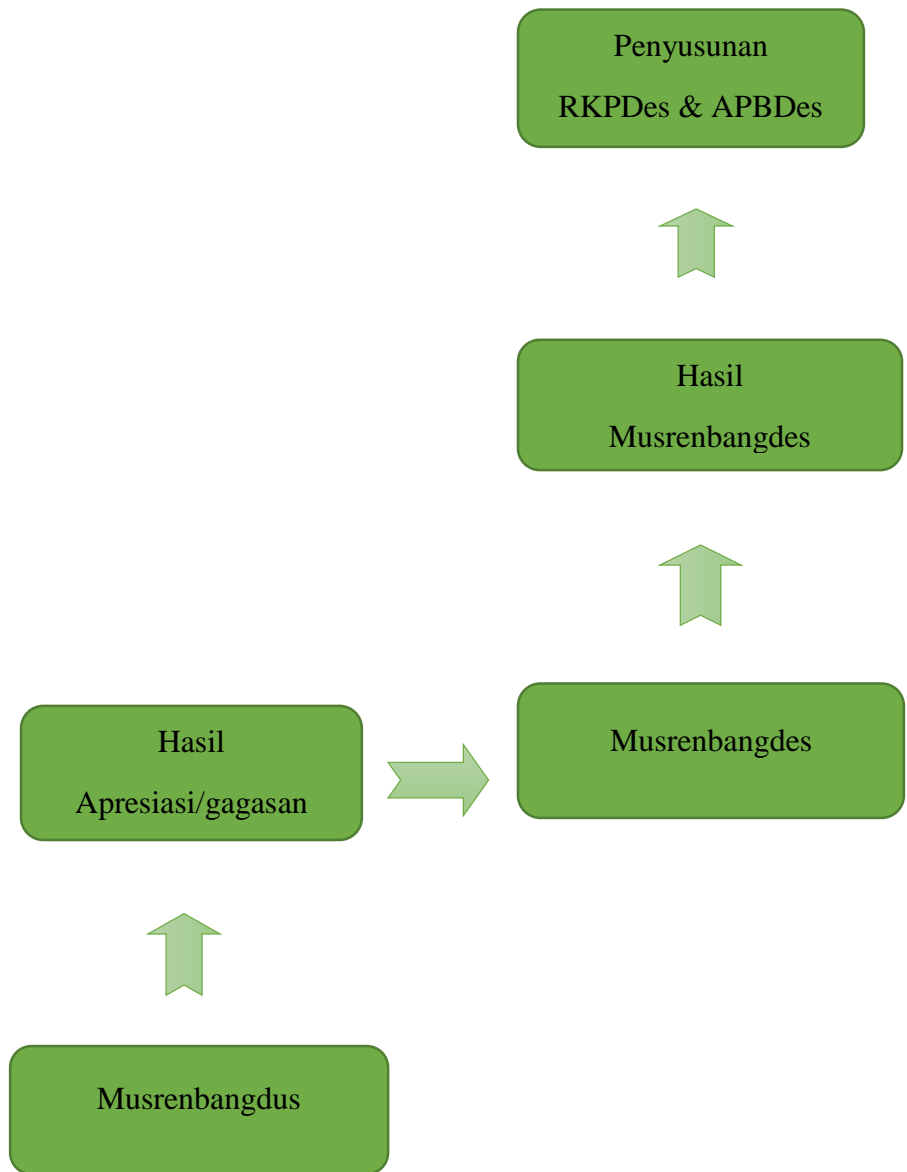 Penyusunan
RKPDes & APBDes
Hasil
Musrenbangdes
Musrenbangdes
Hasil
Apresiasi/gagasan
Musrenbangdus